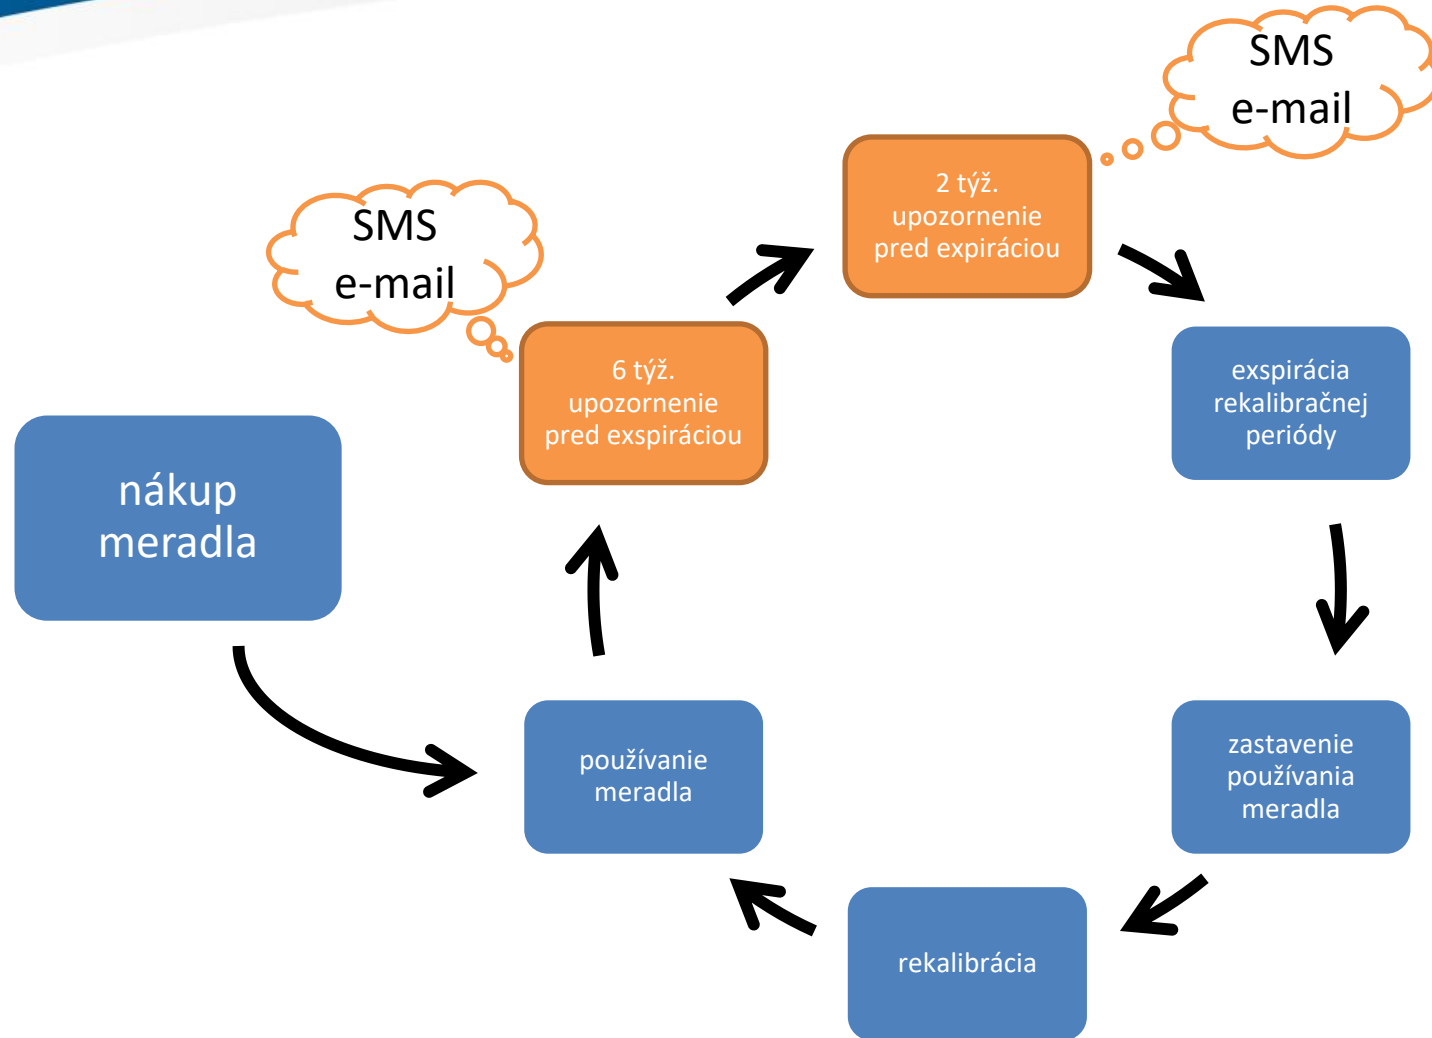 SMS
e-mail
2 týž.
upozornenie
pred expiráciou
SMS
e-mail
6 týž.
upozornenie
pred exspiráciou
exspirácia
rekalibračnej
periódy
nákup
meradla
používanie
meradla
zastavenie
používania
meradla
rekalibrácia